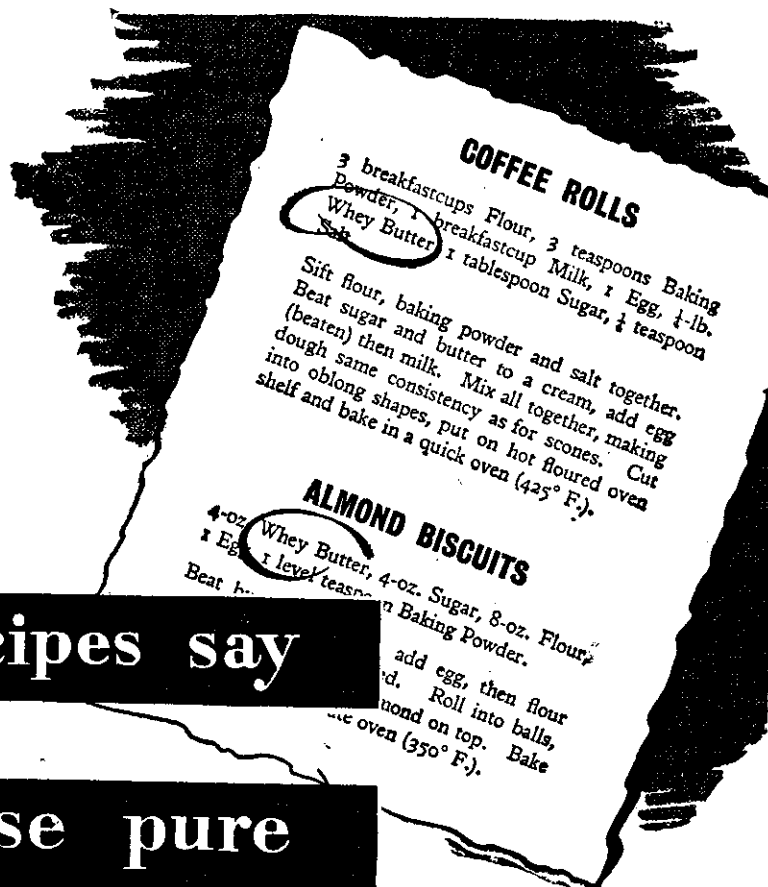 COFFEE ROLLS
3 breakfastcups Flour, 3 teaspoons Baking
Powder, 1 breakfastcup Milk, 1 Egg, ¼-lb.
Whey Butter, 1 tablespoon Sugar, ½ teaspoon
Salt
Sift flour, baking powder and salt together.
Beat sugar and butter to a cream, add egg
(beaten) then milk. Mix all together, making
dough same consistency as for scones. Cut
into oblong shapes, put on hot floured oven
shelf and bake in a quick oven (425° F.).
ALMOND BISCUITS
4-oz. Whey Butter, 4-oz. Sugar, 8-oz. Flour,
1 Egg, 1 level teaspoon Baking Powder.
Beat
add egg, then flour
Roll into balls,
on top. Bake
oven (350° F.).
say
pure